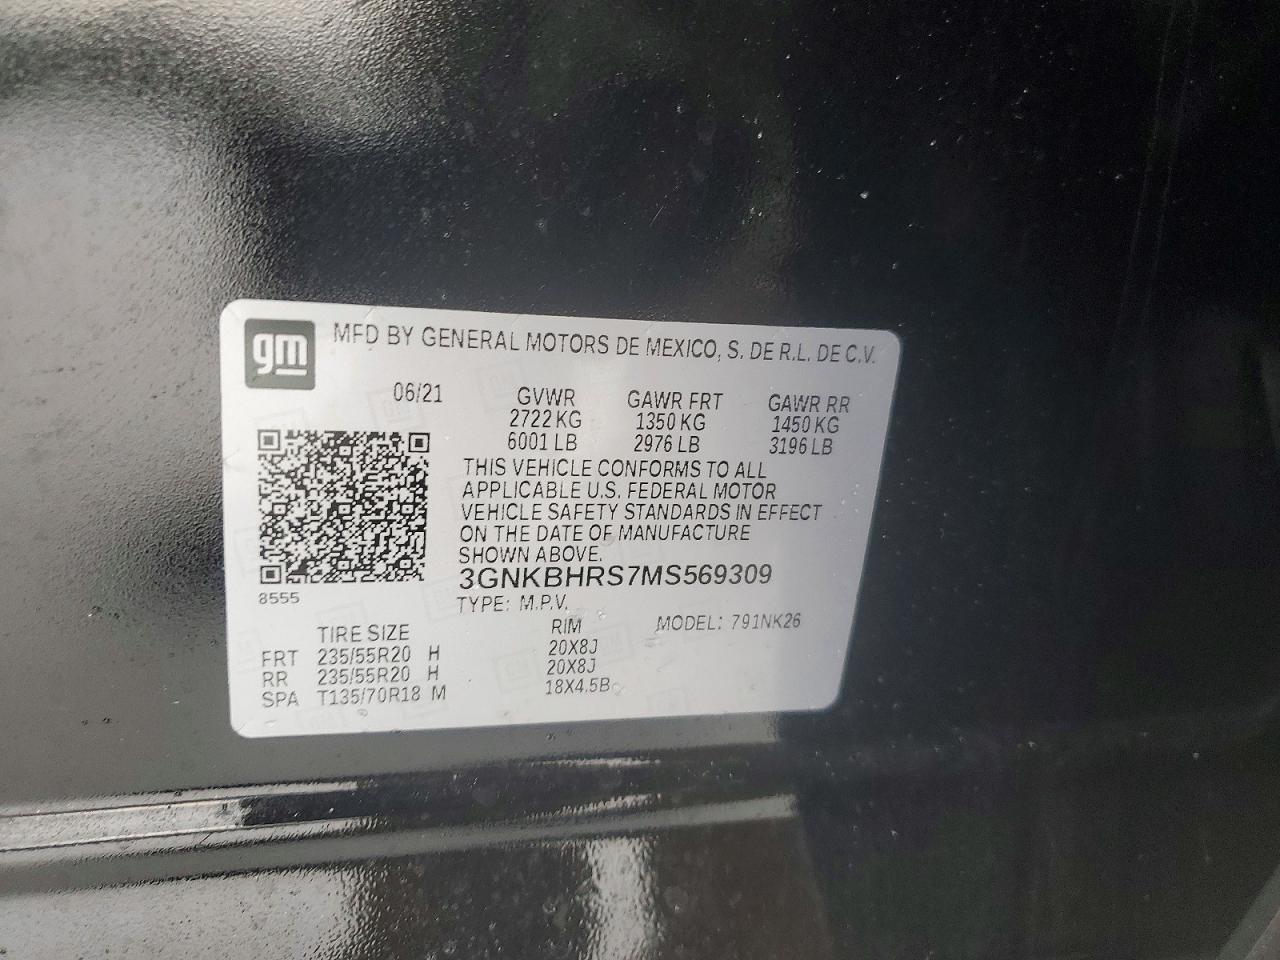 gm MFD BY GENERAL MOTORS DE MEXICO, S. DE R.L. DE C.V.
06/21 GVWR GAWR FRT GAWR RR
2722 KG 1350 KG 1450 KG
6001 LB 2976 LB 3196 LB
THIS VEHICLE CONFORMS TO ALL
APPLICABLE U.S. FEDERAL MOTOR
VEHICLE SAFETY STANDARDS IN EFFECT
ON THE DATE OF MANUFACTURE
SHOWN ABOVE.
3GNKBHRS7MS569309
8555 TYPE: M.P.V.
TIRE SIZE RIM MODEL: 791NK26
FRT 235/55R20 H 20X8J
RR 235/55R20 H 20X8J
SPA T135/70R18 M 18X4.5B